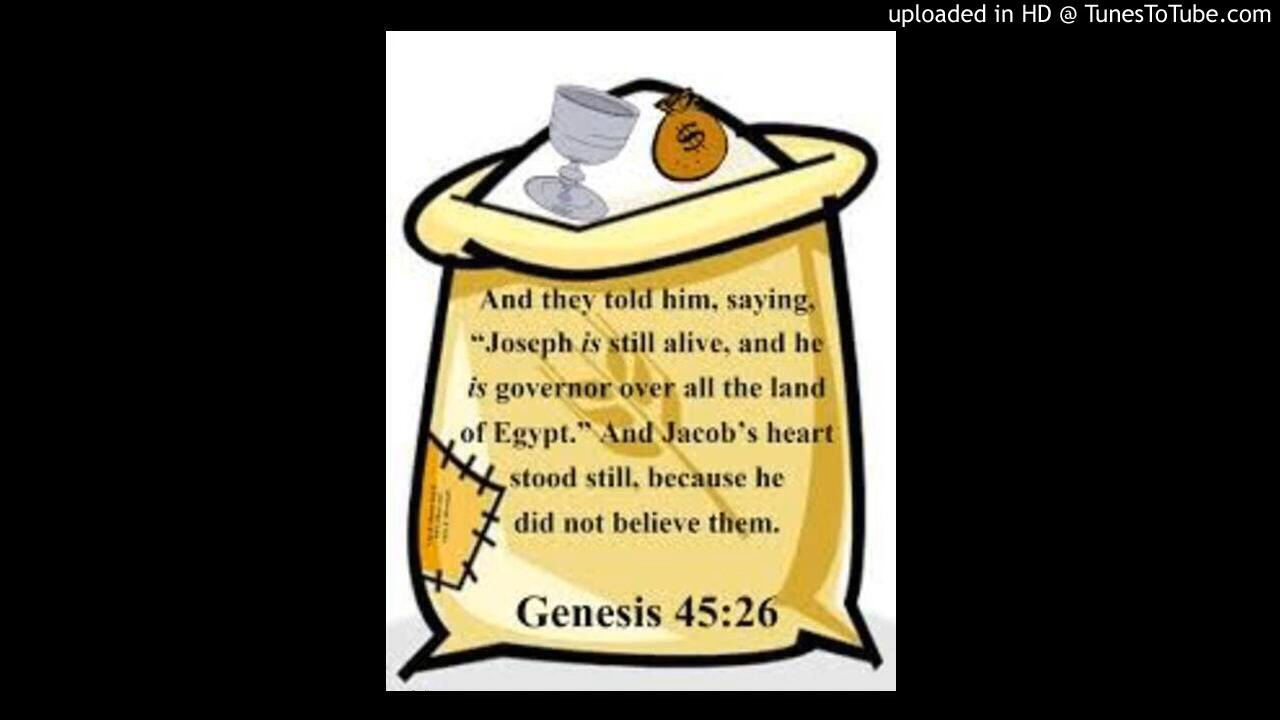 uploaded in HD @ TunesToTube.com
$
And they told him, saying,
“Joseph is still alive, and he
is governor over all the land
of Egypt.” And Jacob’s heart
stood still, because he
did not believe them.
Genesis 45:26